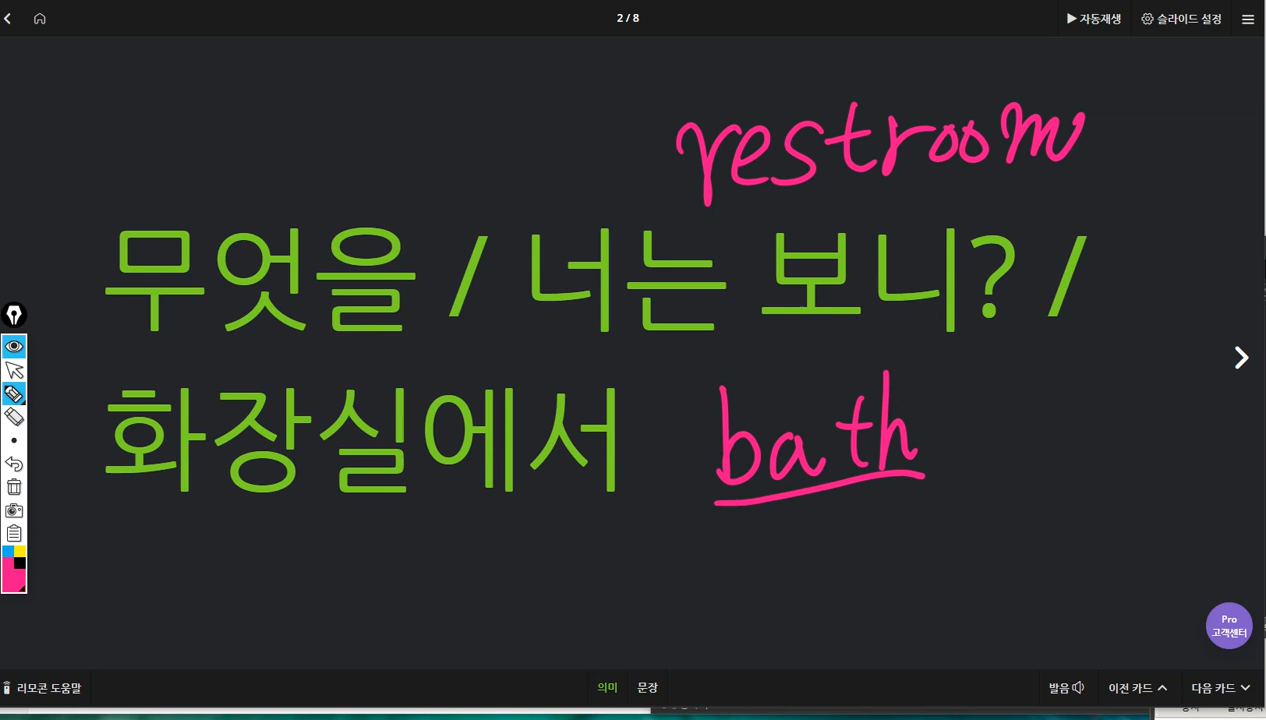 2 / 8
자동재생
슬라이드 설정
restroom
무엇을 / 너는 보니? /
화장실에서
bath
Pro
고객센터
리모콘 도움말
의미
문장
발음
이전 카드
다음 카드